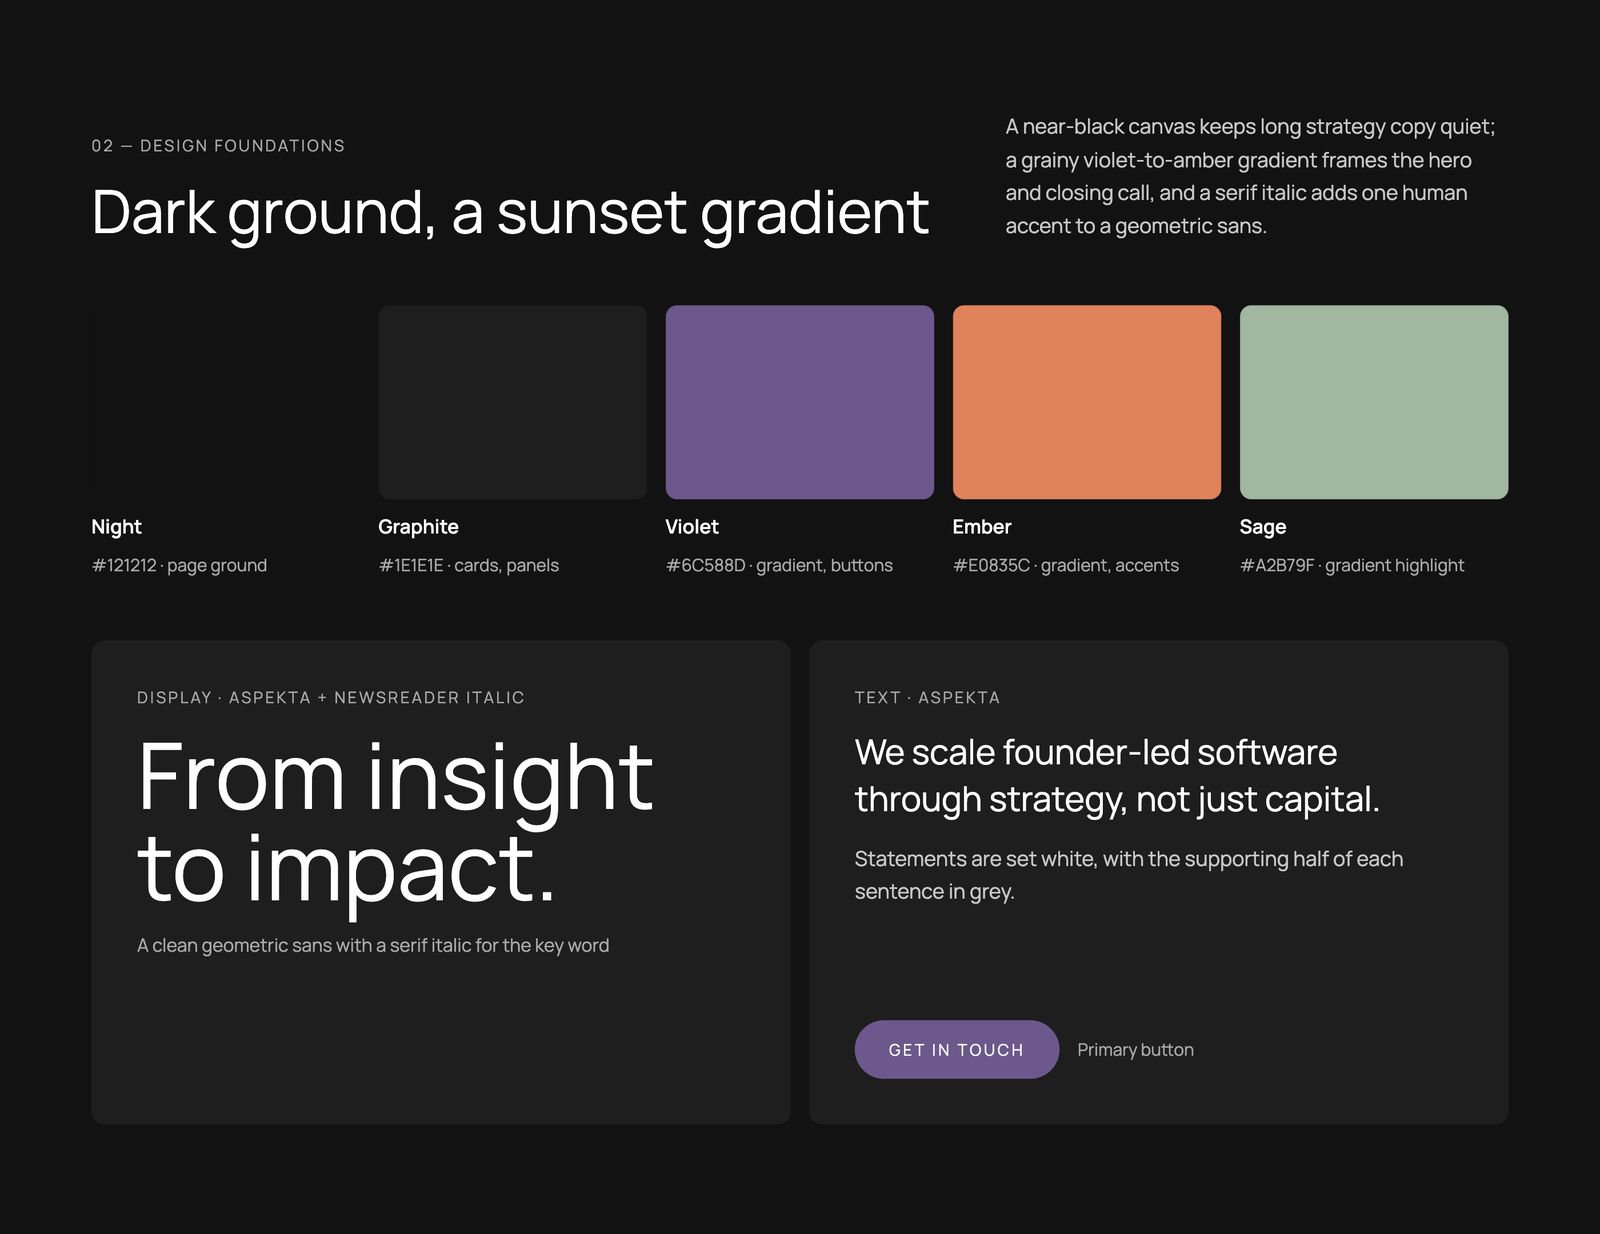 02 — DESIGN FOUNDATIONS
Dark ground, a sunset gradient
A near-black canvas keeps long strategy copy quiet;
a grainy violet-to-amber gradient frames the hero
and closing call, and a serif italic adds one human
accent to a geometric sans.
Night
#121212 · page ground
Graphite
#1E1E1E · cards, panels
Violet
#6C588D · gradient, buttons
Ember
#E0835C · gradient, accents
Sage
#A2B79F · gradient highlight
DISPLAY · ASPEKTA + NEWSREADER ITALIC
From insight
to impact.
A clean geometric sans with a serif italic for the key word
TEXT · ASPEKTA
We scale founder-led software
through strategy, not just capital.
Statements are set white, with the supporting half of each
sentence in grey.
GET IN TOUCH
Primary button